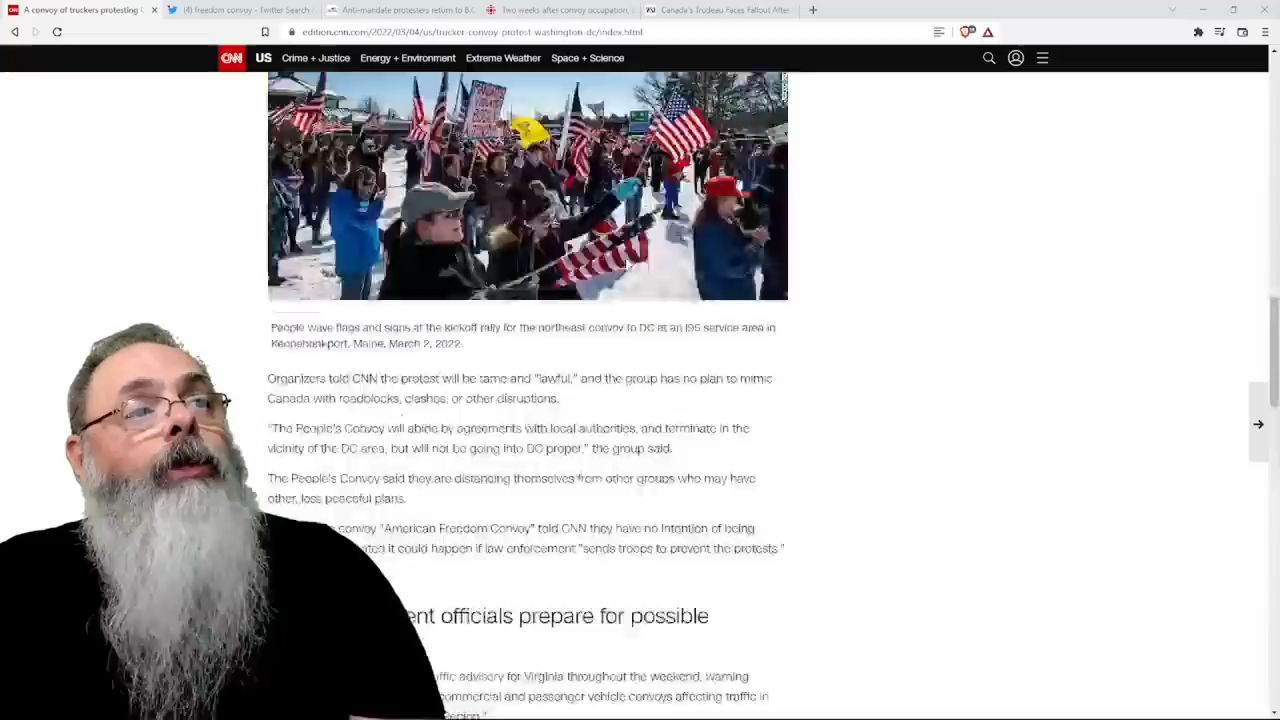 A convoy of truckers protesting
(4) freedom convoy - Twitter Search
Anti-mandate protesters return to B.C.
Two weeks after convoy occupation,
Canada's Trudeau Faces Fallout After
edition.cnn.com/2022/03/04/us/trucker-convoy-protest-washington-dc/index.html
CNN US Crime + Justice Energy + Environment Extreme Weather Space + Science
People wave flags and signs at the kickoff rally for the northeast convoy to DC at an I95 service area in
Kennebunkport, Maine, March 2, 2022.
Organizers told CNN the protest will be tame and "lawful," and the group has no plan to mimic
Canada with roadblocks, clashes, or other disruptions.
"The People's Convoy will abide by agreements with local authorities, and terminate in the
vicinity of the DC area, but will not be going into DC proper," the group said.
The People's Convoy said they are distancing themselves from other groups who may have
other, less peaceful plans.
convoy "American Freedom Convoy" told CNN they have no intention of being
it could happen if law enforcement "sends troops to prevent the protests."
officials prepare for possible
advisory for Virginia throughout the weekend, warning
commercial and passenger vehicle convoys affecting traffic in
Region."